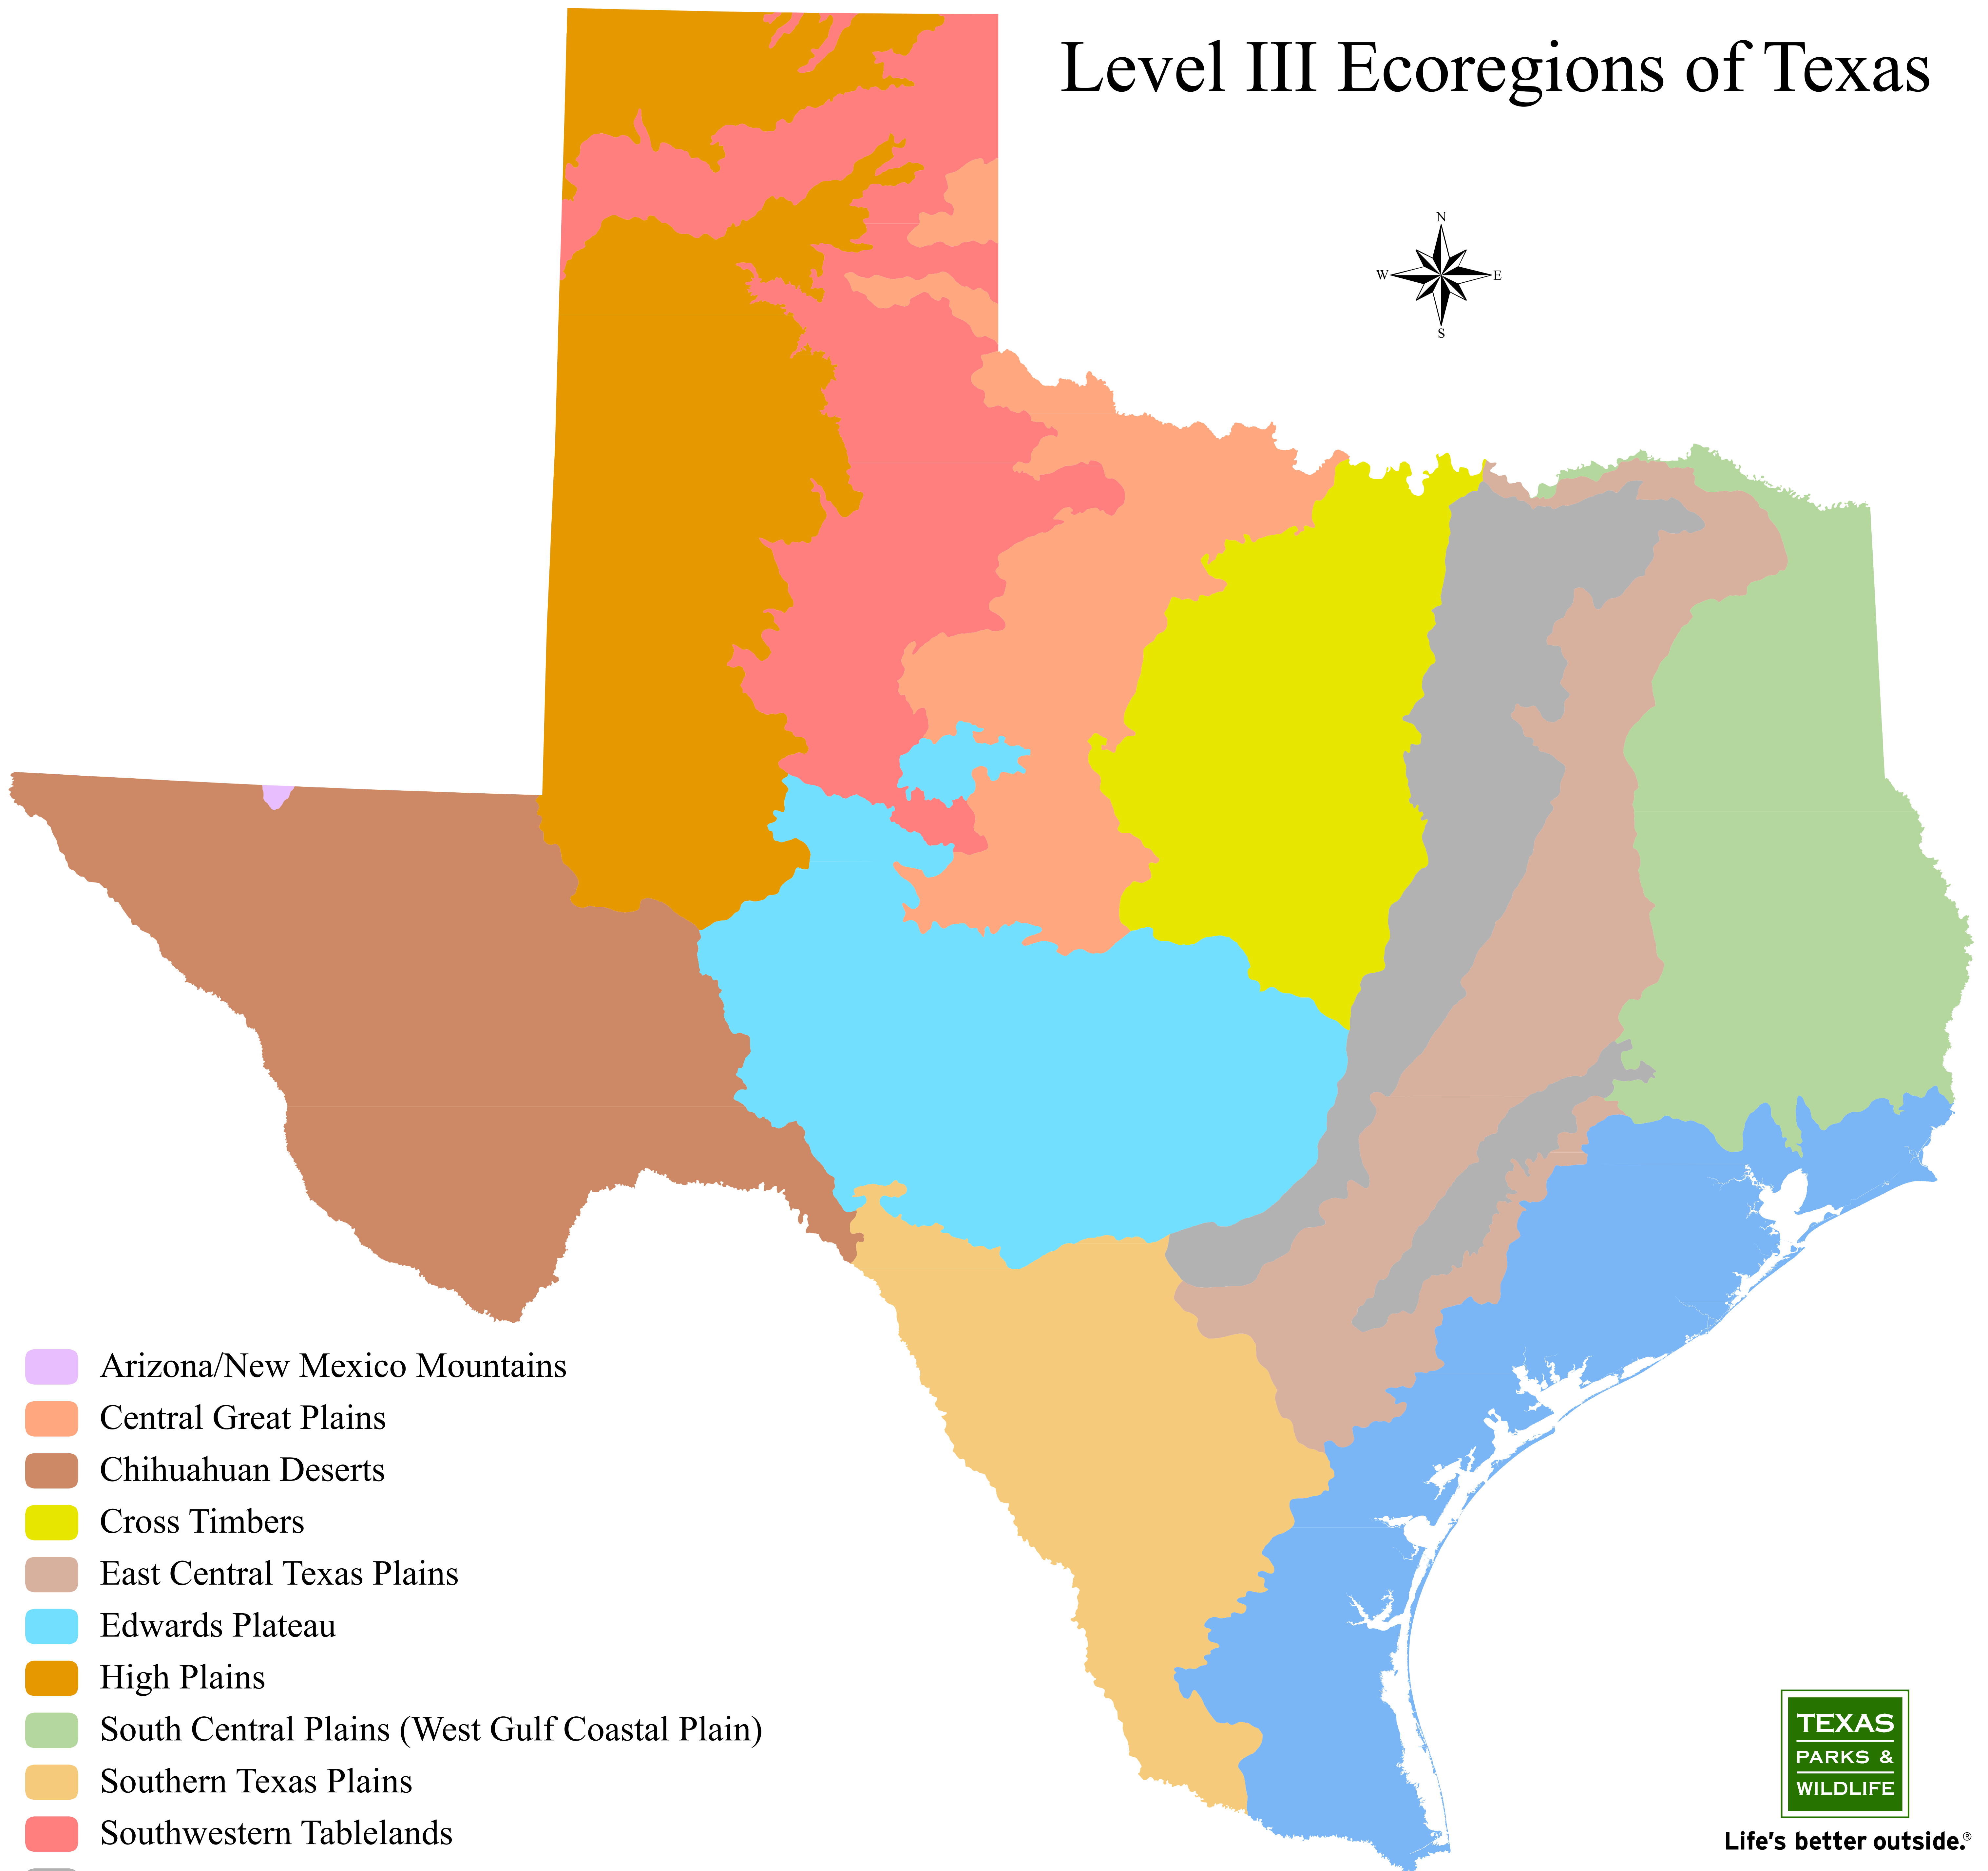 Level III Ecoregions of Texas
N
W E
S
Arizona/New Mexico Mountains
Central Great Plains
Chihuahuan Deserts
Cross Timbers
East Central Texas Plains
Edwards Plateau
High Plains
South Central Plains (West Gulf Coastal Plain)
Southern Texas Plains
Southwestern Tablelands
TEXAS
PARKS &
WILDLIFE
Life's better outside.®